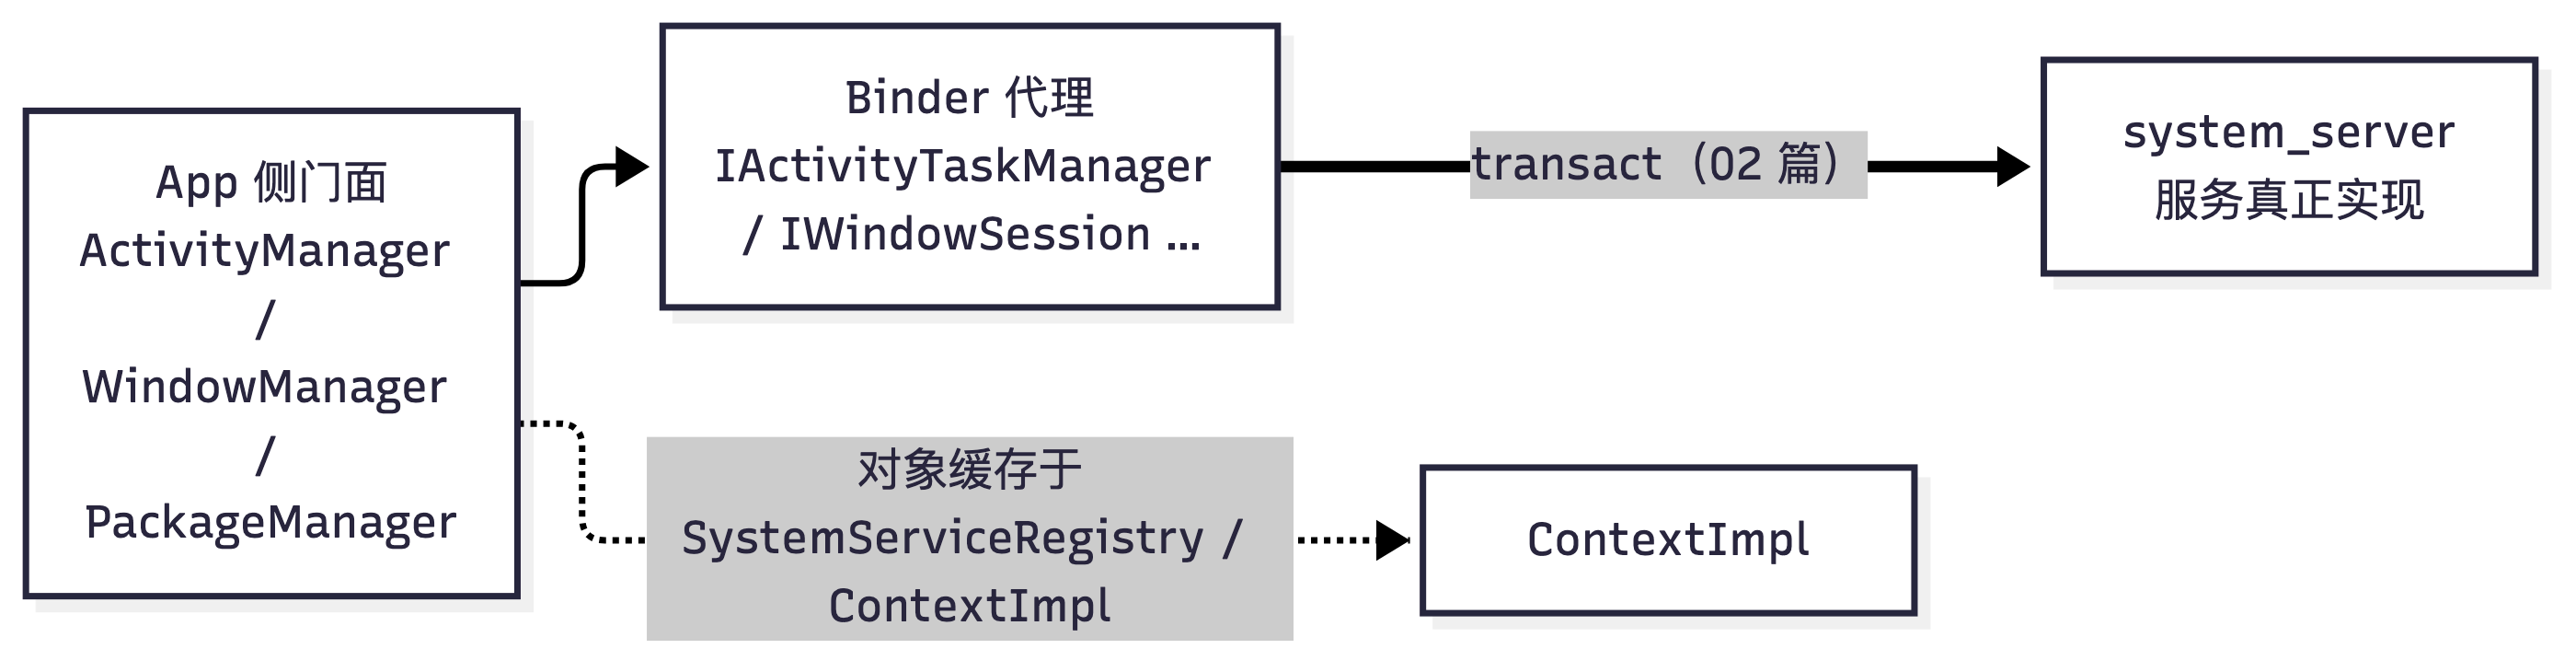 App 侧门面
ActivityManager
/
WindowManager
/
PackageManager
Binder 代理
IActivityTaskManager
/ IWindowSession ...
transact（02 篇）
system_server
服务真正实现
对象缓存于
SystemServiceRegistry /
ContextImpl
ContextImpl